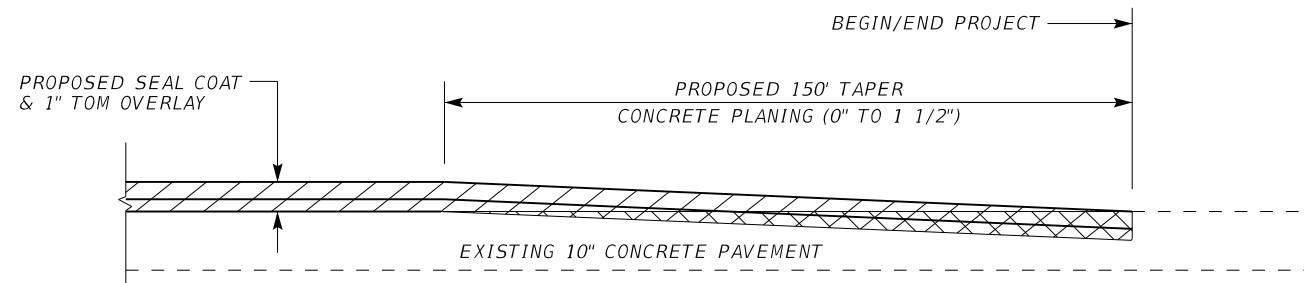 BEGIN/END PROJECT
PROPOSED SEAL COAT
& 1" TOM OVERLAY
PROPOSED 150' TAPER
CONCRETE PLANING (0" TO 1 1/2")
EXISTING 10" CONCRETE PAVEMENT